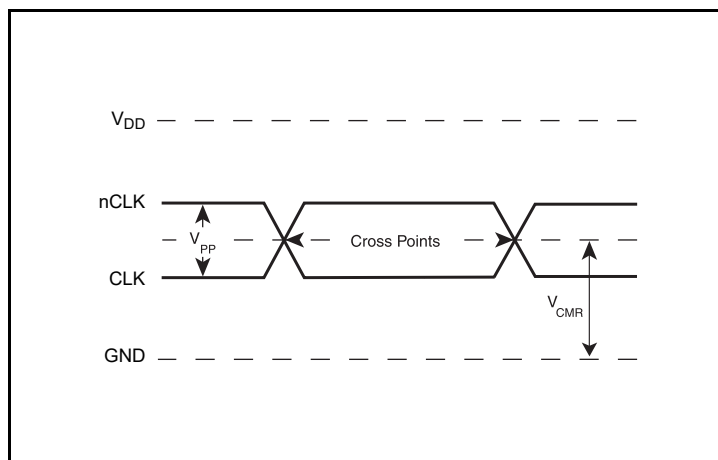 VDD
nCLK
VPP
Cross Points
CLK
VCMR
GND